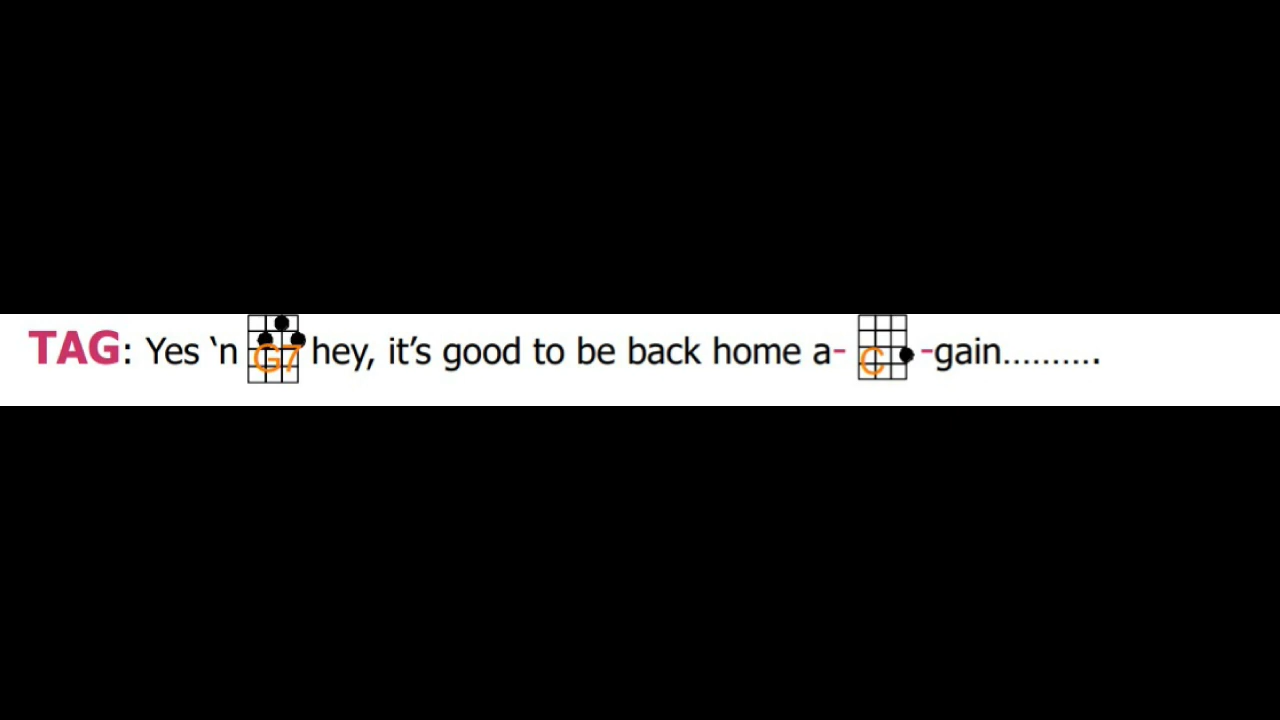 TAG: Yes ‘n G7 hey, it’s good to be back home a- C -gain……….